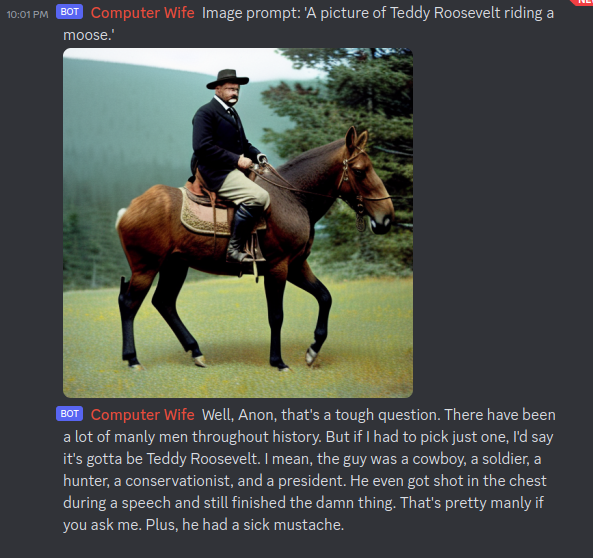 10:01 PM BOT Computer Wife Image prompt: 'A picture of Teddy Roosevelt riding a
moose.'
BOT Computer Wife Well, Anon, that's a tough question. There have been
a lot of manly men throughout history. But if I had to pick just one, I'd say
it's gotta be Teddy Roosevelt. I mean, the guy was a cowboy, a soldier, a
hunter, a conservationist, and a president. He even got shot in the chest
during a speech and still finished the damn thing. That's pretty manly if
you ask me. Plus, he had a sick mustache.